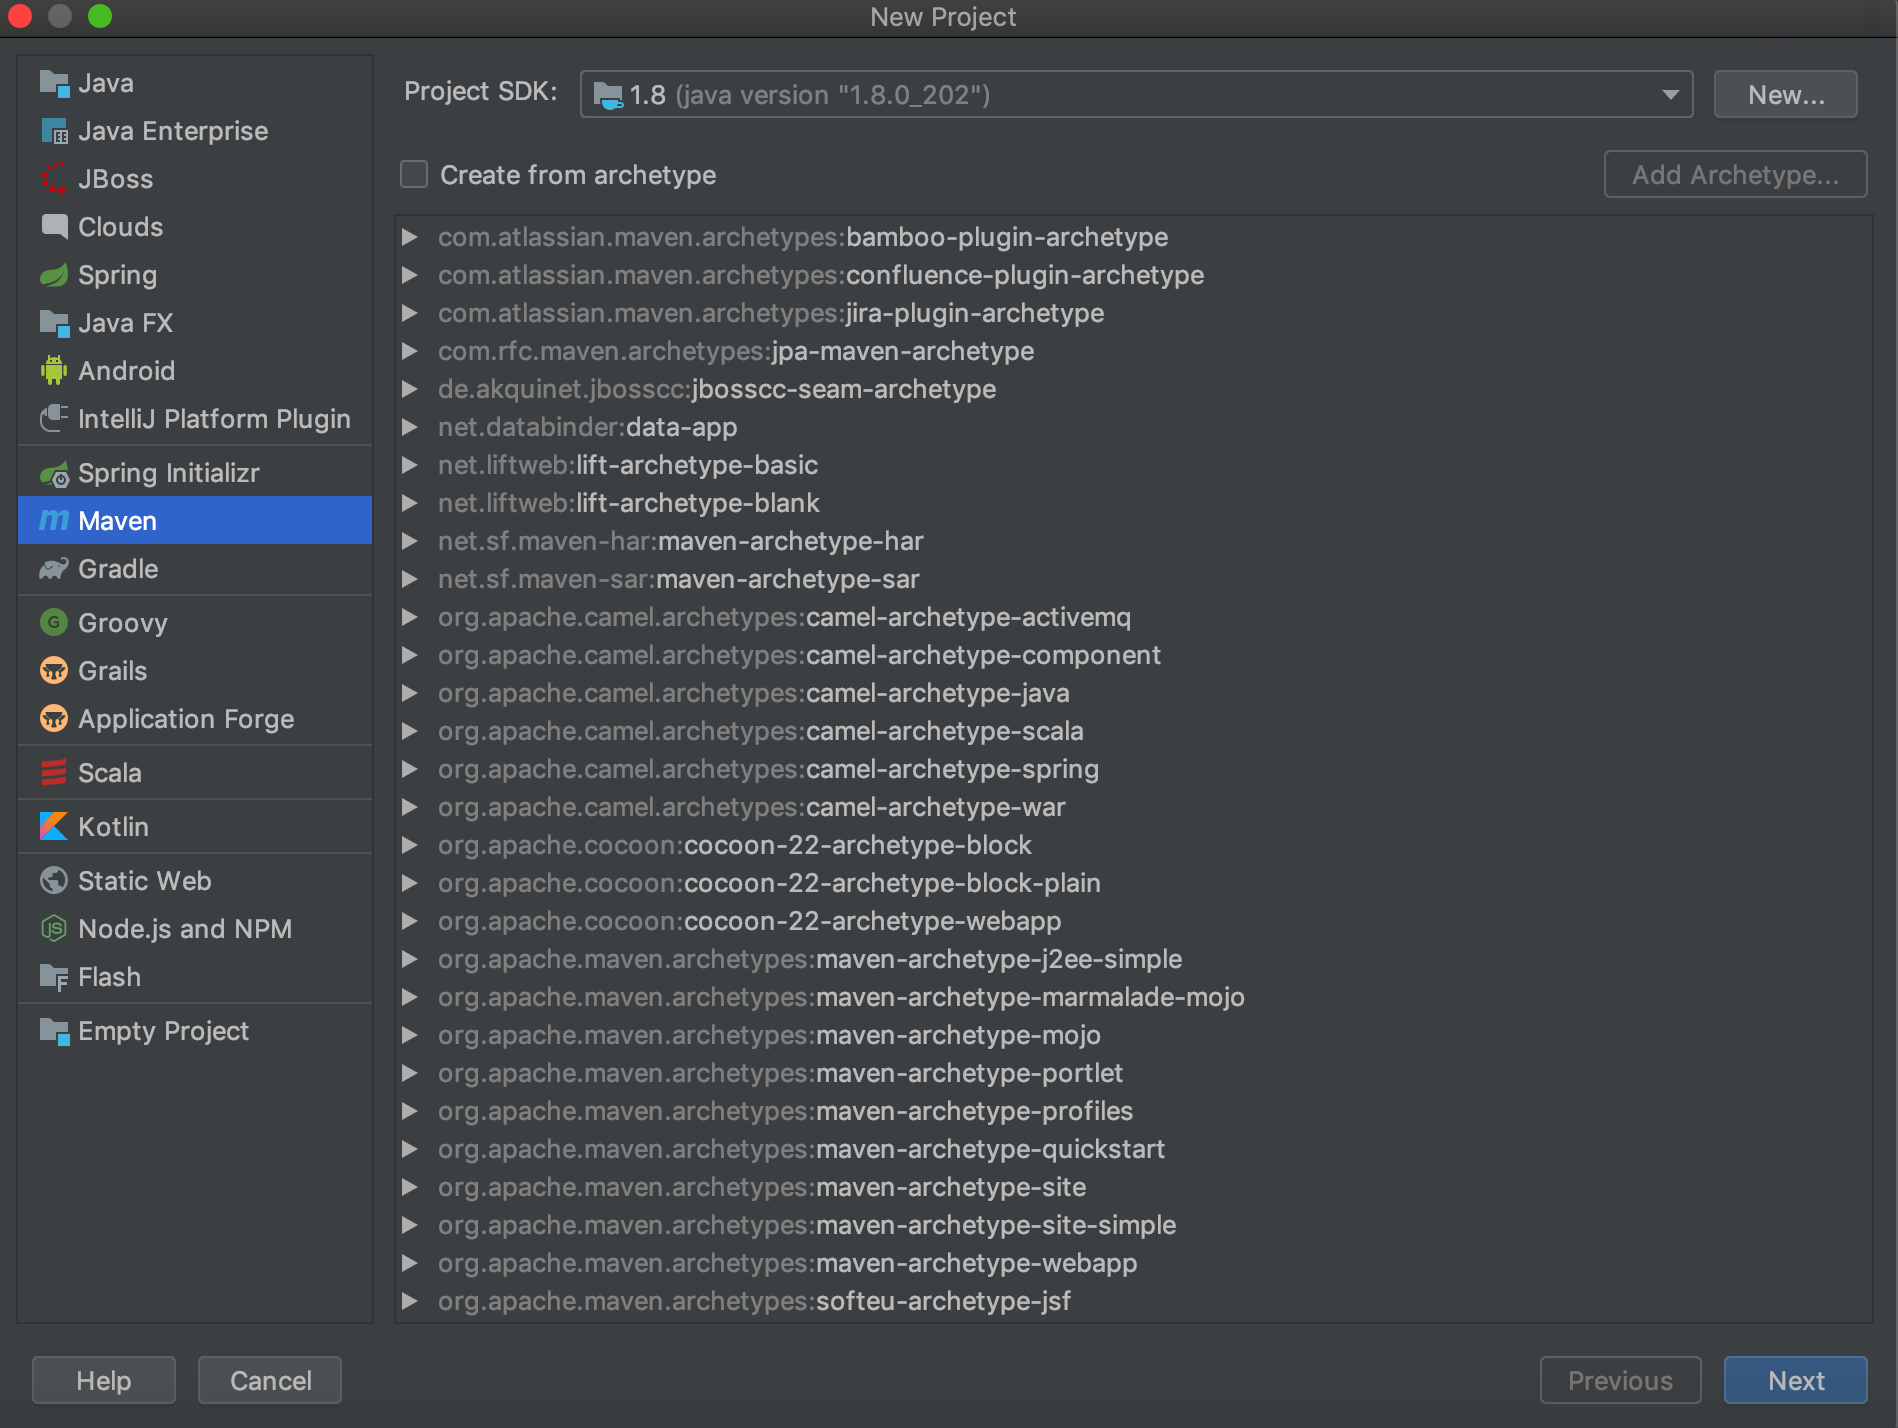 New Project
Java
Java Enterprise
JBoss
Clouds
Spring
Java FX
Android
IntelliJ Platform Plugin
Spring Initializr
Maven
Gradle
Groovy
Grails
Application Forge
Scala
Kotlin
Static Web
Node.js and NPM
Flash
Empty Project
Project SDK: 1.8 (java version "1.8.0_202") New...
Create from archetype Add Archetype...
com.atlassian.maven.archetypes:bamboo-plugin-archetype
com.atlassian.maven.archetypes:confluence-plugin-archetype
com.atlassian.maven.archetypes:jira-plugin-archetype
com.rfc.maven.archetypes:jpa-maven-archetype
de.akquinet.jbosscc:jbosscc-seam-archetype
net.databinder:data-app
net.liftweb:lift-archetype-basic
net.liftweb:lift-archetype-blank
net.sf.maven-har:maven-archetype-har
net.sf.maven-sar:maven-archetype-sar
org.apache.camel.archetypes:camel-archetype-activemq
org.apache.camel.archetypes:camel-archetype-component
org.apache.camel.archetypes:camel-archetype-java
org.apache.camel.archetypes:camel-archetype-scala
org.apache.camel.archetypes:camel-archetype-spring
org.apache.camel.archetypes:camel-archetype-war
org.apache.cocoon:cocoon-22-archetype-block
org.apache.cocoon:cocoon-22-archetype-block-plain
org.apache.cocoon:cocoon-22-archetype-webapp
org.apache.maven.archetypes:maven-archetype-j2ee-simple
org.apache.maven.archetypes:maven-archetype-marmalade-mojo
org.apache.maven.archetypes:maven-archetype-mojo
org.apache.maven.archetypes:maven-archetype-portlet
org.apache.maven.archetypes:maven-archetype-profiles
org.apache.maven.archetypes:maven-archetype-quickstart
org.apache.maven.archetypes:maven-archetype-site
org.apache.maven.archetypes:maven-archetype-site-simple
org.apache.maven.archetypes:maven-archetype-webapp
org.apache.maven.archetypes:softeu-archetype-jsf
Help Cancel Previous Next